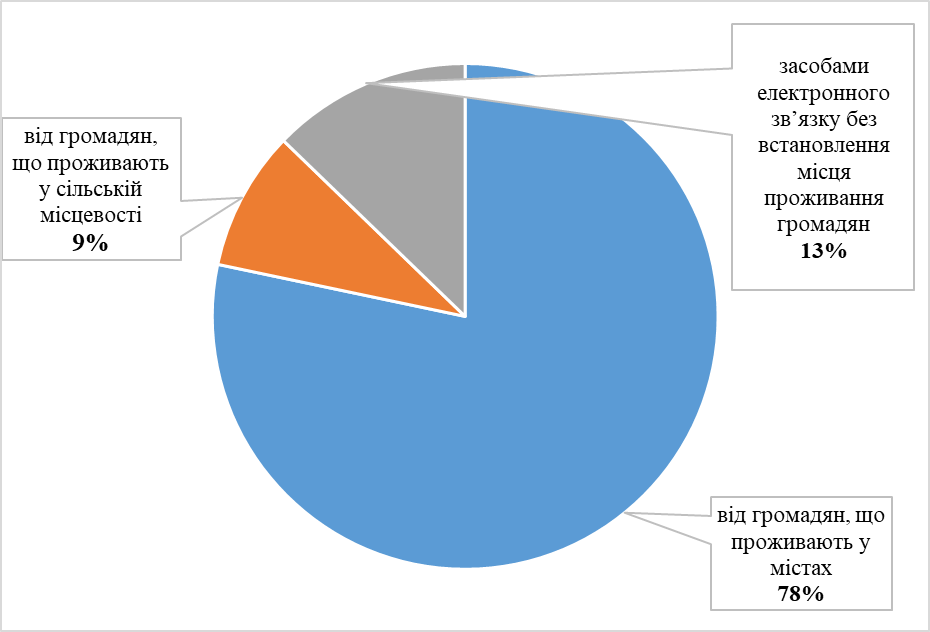 засобами
електронного
зв’язку без
встановлення
місця
проживання
громадян
13%
від громадян,
що проживають
у сільській
місцевості
9%
від громадян, що
проживають у
містах
78%